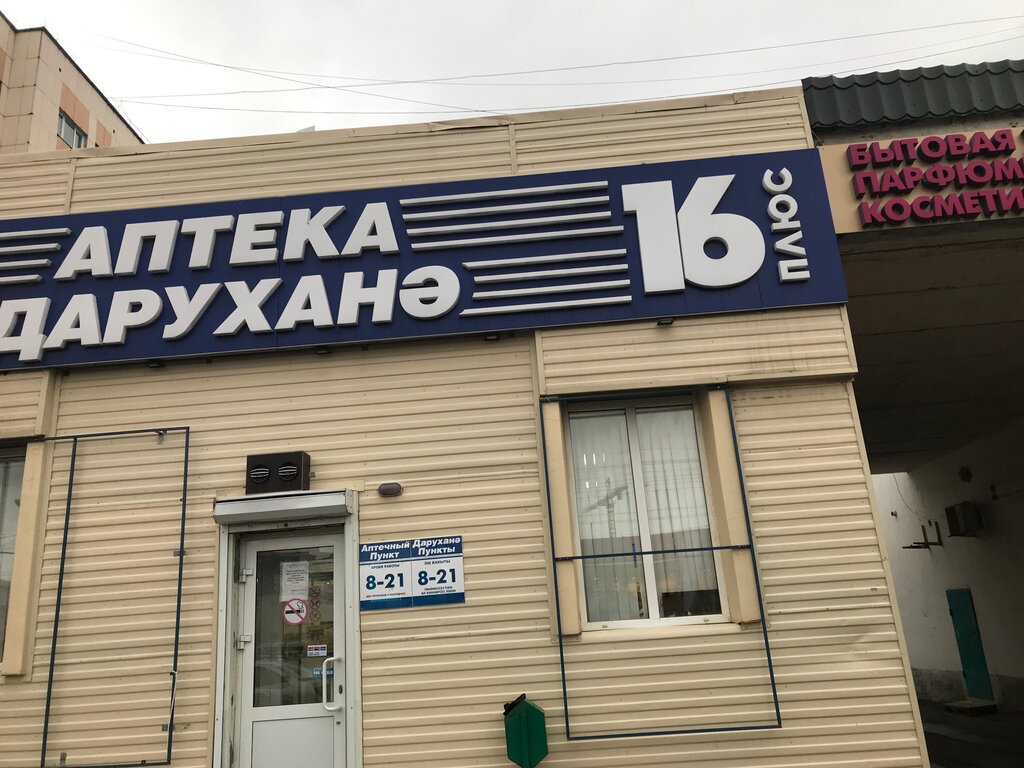 АПТЕКА
ДАРУХАНӘ
16
ПЛЮС
БЫТОВАЯ
ПАРФЮМ
КОСМЕТИ
Аптечный Пункт
ВРЕМЯ РАБОТЫ
8-21
Даруханә Пункты
ЭШ ВАКЫТЫ
8-21